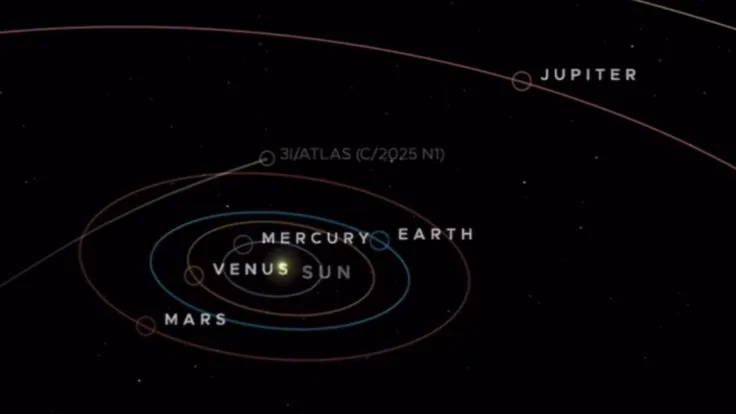 JUPITER
3I/ATLAS (C/2025 N1)
MERCURY
EARTH
VENUS
SUN
MARS